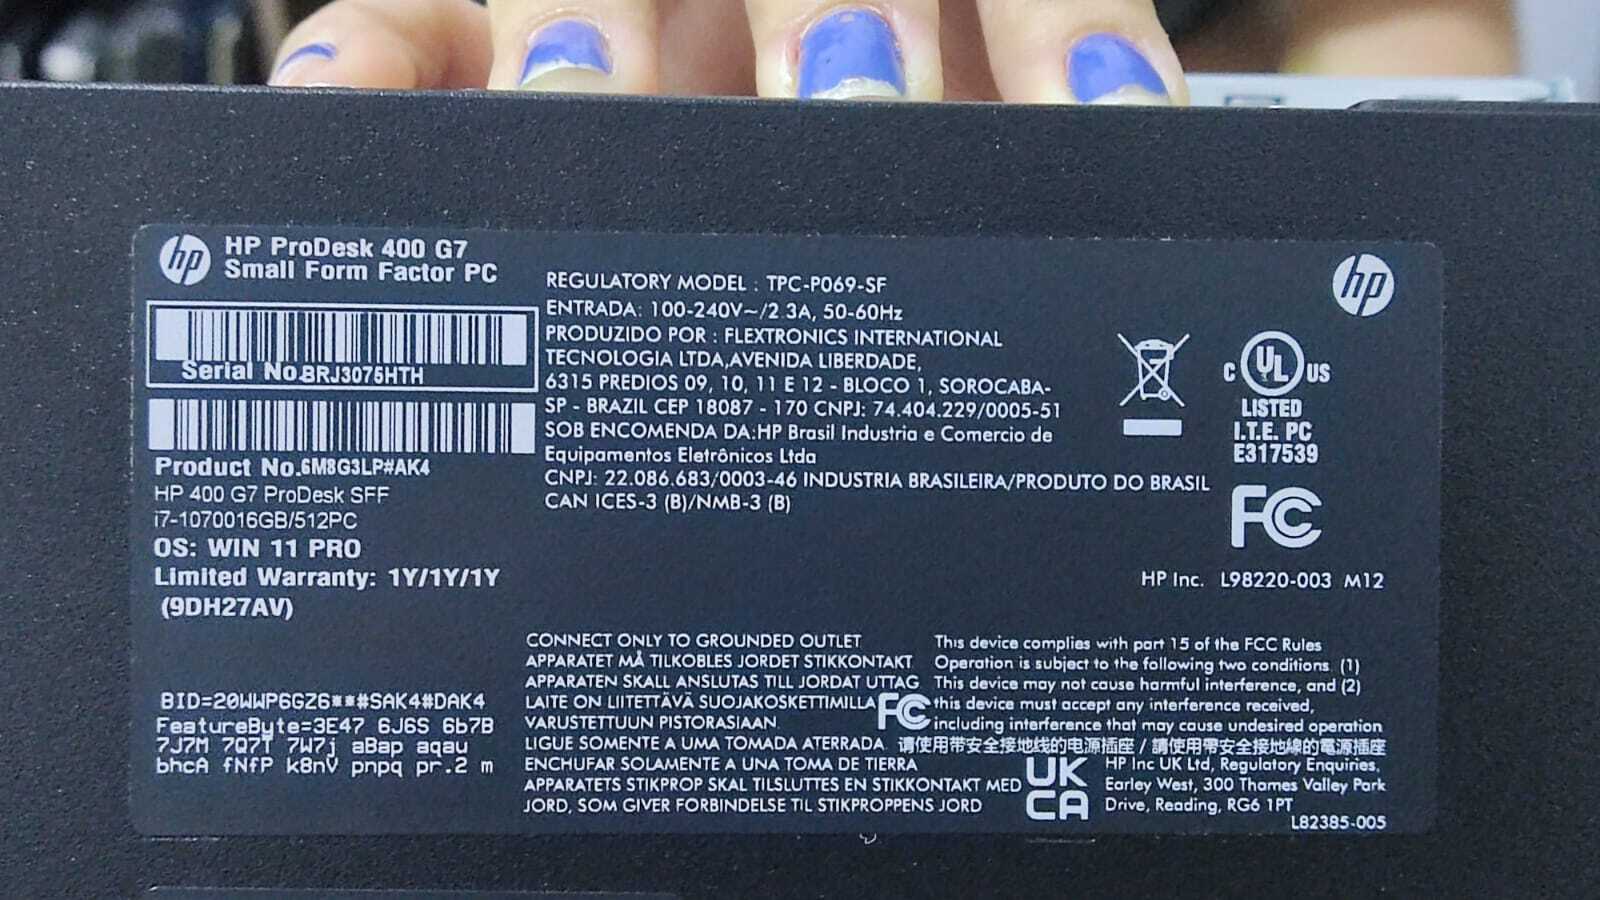 hp
HP ProDesk 400 G7
Small Form Factor PC
Serial No.BRJ3075HTH
Product No.6M8G3LP#AK4
HP 400 G7 ProDesk SFF
i7-1070016GB/512PC
OS: WIN 11 PRO
Limited Warranty: 1Y/1Y/1Y
(9DH27AV)
BID=20WWP6GZ6**#SAK4#DAK4
FeatureByte=3E47 6J6S 6b7B
7J7M 7Q7T 7W7j aBap aqau
bhcA fNfP k8nV pnpq pr.2 m
REGULATORY MODEL : TPC-P069-SF
ENTRADA: 100-240V~/2 3A, 50-60Hz
PRODUZIDO POR : FLEXTRONICS INTERNATIONAL
TECNOLOGIA LTDA,AVENIDA LIBERDADE,
6315 PREDIOS 09, 10, 11 E 12 - BLOCO 1, SOROCABA-
SP - BRAZIL CEP 18087 - 170 CNPJ: 74.404.229/0005-51
SOB ENCOMENDA DA:HP Brasil Industria e Comercio de
Equipamentos Eletrônicos Ltda
CNPJ: 22.086.683/0003-46 INDUSTRIA BRASILEIRA/PRODUTO DO BRASIL
CAN ICES-3 (B)/NMB-3 (B)
hp
C UL US
LISTED
I.T.E. PC
E317539
FC
HP Inc. L98220-003 M12
CONNECT ONLY TO GROUNDED OUTLET
APPARATET MÅ TILKOBLES JORDET STIKKONTAKT
APPARATEN SKALL ANSLUTAS TILL JORDAT UTTAG
LAITE ON LIITETTÄVÄ SUOJAKOSKETTIMILLA
VARUSTETTUUN PISTORASIAAN
LIGUE SOMENTE A UMA TOMADA ATERRADA
ENCHUFAR SOLAMENTE A UNA TOMA DE TIERRA
APPARATETS STIKPROP SKAL TILSLUTTES EN STIKKONTAKT MED
JORD, SOM GIVER FORBINDELSE TIL STIKPROPPENS JORD
FC
This device complies with part 15 of the FCC Rules
Operation is subject to the following two conditions (1)
This device may not cause harmful interference, and (2)
this device must accept any interference received,
including interference that may cause undesired operation
请使用带安全接地线的电源插座 / 請使用帶安全接地線的電源插座
UK
CA
HP Inc UK Ltd, Regulatory Enquiries,
Earley West, 300 Thames Valley Park
Drive, Reading, RG6 1PT
L82385-005